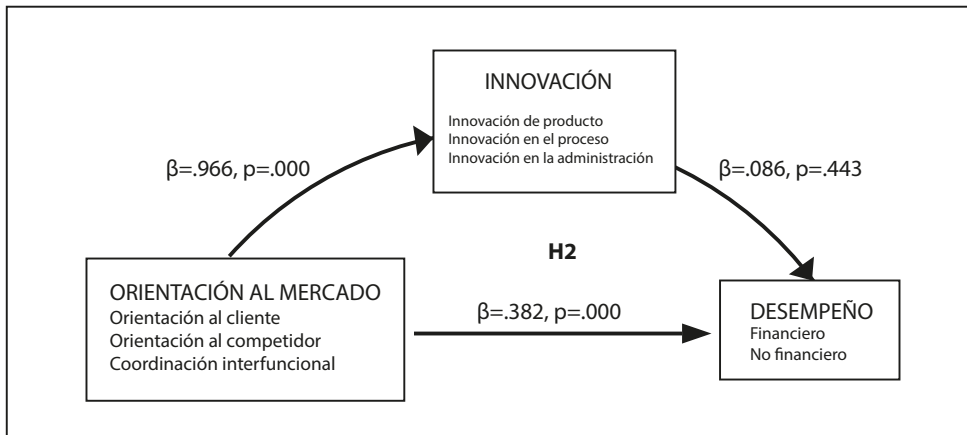 INNOVACIÓN
Innovación de producto
Innovación en el proceso
Innovación en la administración
β=.966, p=.000
β=.086, p=.443
H2
ORIENTACIÓN AL MERCADO
Orientación al cliente
Orientación al competidor
Coordinación interfuncional
β=.382, p=.000
DESEMPEÑO
Financiero
No financiero